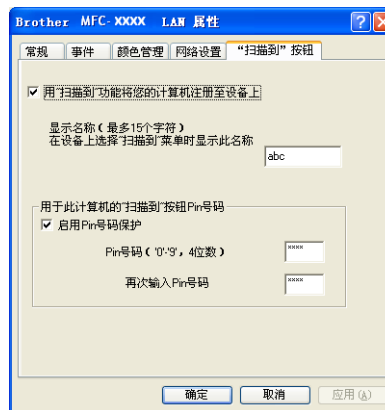 Brother MFC-XXXX LAN 属性
常规 事件 颜色管理 网络设置 “扫描到”按钮
用“扫描到”功能将您的计算机注册至设备上
显示名称(最多15个字符)
在设备上选择“扫描到”菜单时显示此名称
abc
用于此计算机的“扫描到”按钮Pin号码
启用Pin号码保护
Pin号码('0'-'9', 4位数) ****
再次输入Pin号码 ****
确定 取消 应用(A)